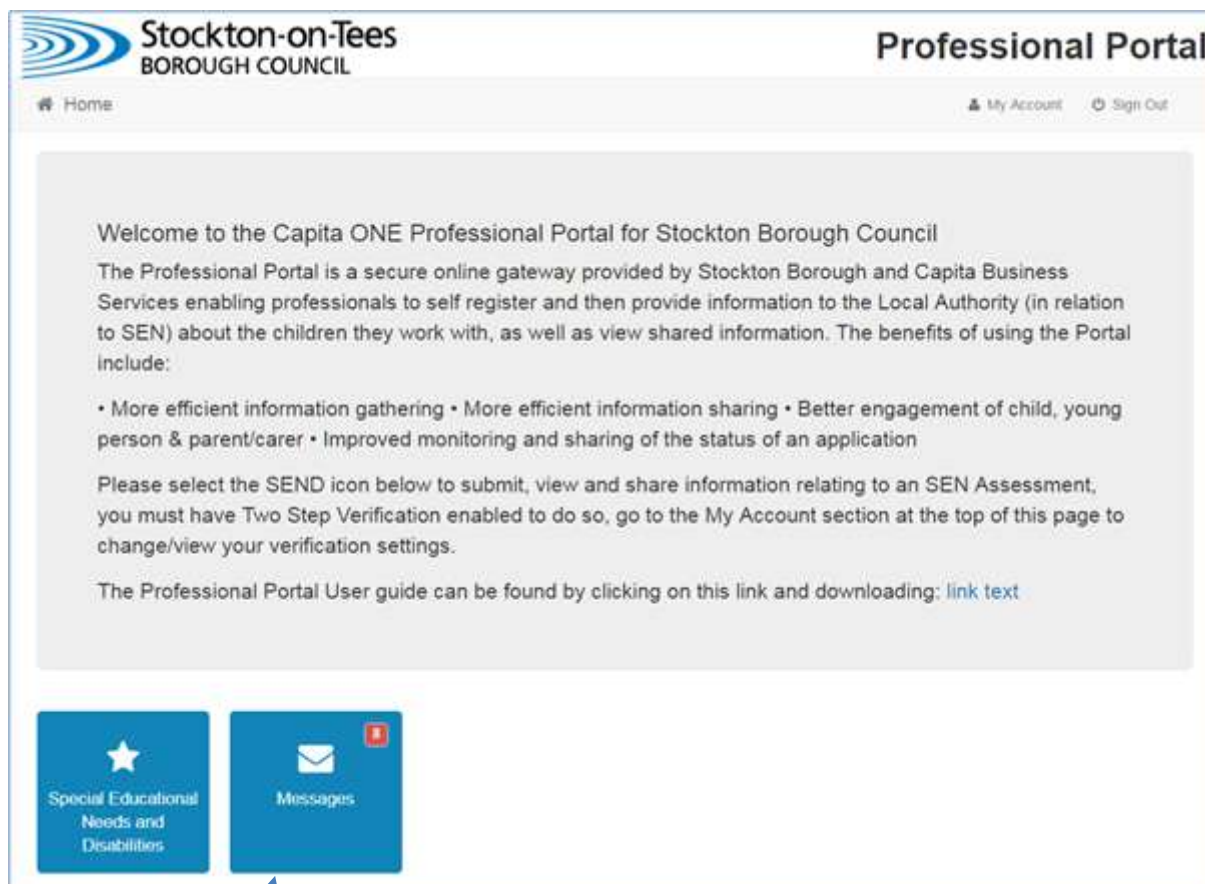 Stockton-on-Tees
BOROUGH COUNCIL
Professional Portal
Home
My Account
Sign Out
Welcome to the Capita ONE Professional Portal for Stockton Borough Council
The Professional Portal is a secure online gateway provided by Stockton Borough and Capita Business
Services enabling professionals to self register and then provide information to the Local Authority (in relation
to SEN) about the children they work with, as well as view shared information. The benefits of using the Portal
include:
• More efficient information gathering • More efficient information sharing • Better engagement of child, young
person & parent/carer • Improved monitoring and sharing of the status of an application
Please select the SEND icon below to submit, view and share information relating to an SEN Assessment,
you must have Two Step Verification enabled to do so, go to the My Account section at the top of this page to
change/view your verification settings.
The Professional Portal User guide can be found by clicking on this link and downloading: link text
Special Educational
Needs and
Disabilities
Messages